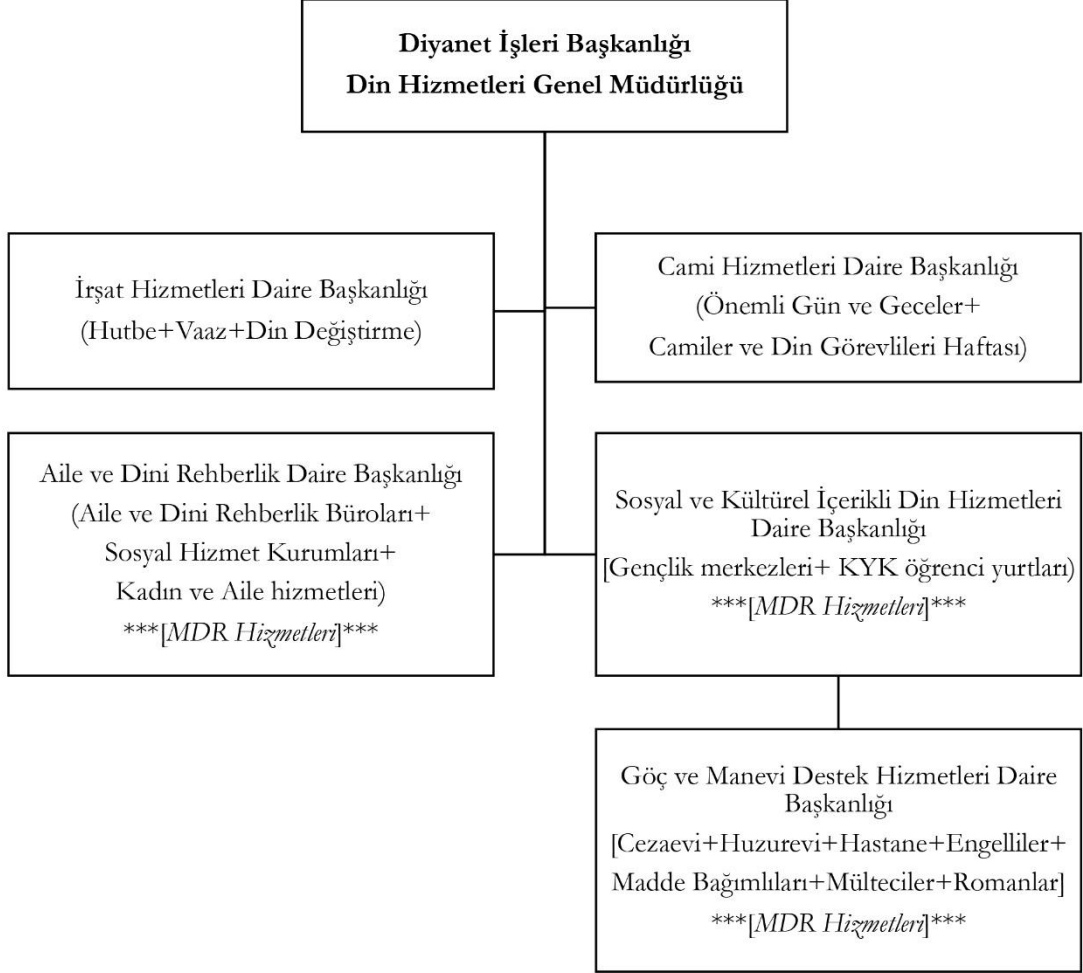 Diyanet İşleri Başkanlığı
Din Hizmetleri Genel Müdürlüğü
İrşat Hizmetleri Daire Başkanlığı
(Hutbe+Vaaz+Din Değiştirme)
Cami Hizmetleri Daire Başkanlığı
(Önemli Gün ve Geceler+
Camiler ve Din Görevlileri Haftası)
Aile ve Dini Rehberlik Daire Başkanlığı
(Aile ve Dini Rehberlik Büroları+
Sosyal Hizmet Kurumları+
Kadın ve Aile hizmetleri)
***[MDR Hizmetleri]***
Sosyal ve Kültürel İçerikli Din Hizmetleri
Daire Başkanlığı
[Gençlik merkezleri+ KYK öğrenci yurtları)
***[MDR Hizmetleri]***
Göç ve Manevi Destek Hizmetleri Daire
Başkanlığı
[Cezaevi+Huzurevi+Hastane+Engelliler+
Madde Bağımlıları+Mülteciler+Romanlar]
***[MDR Hizmetleri]***